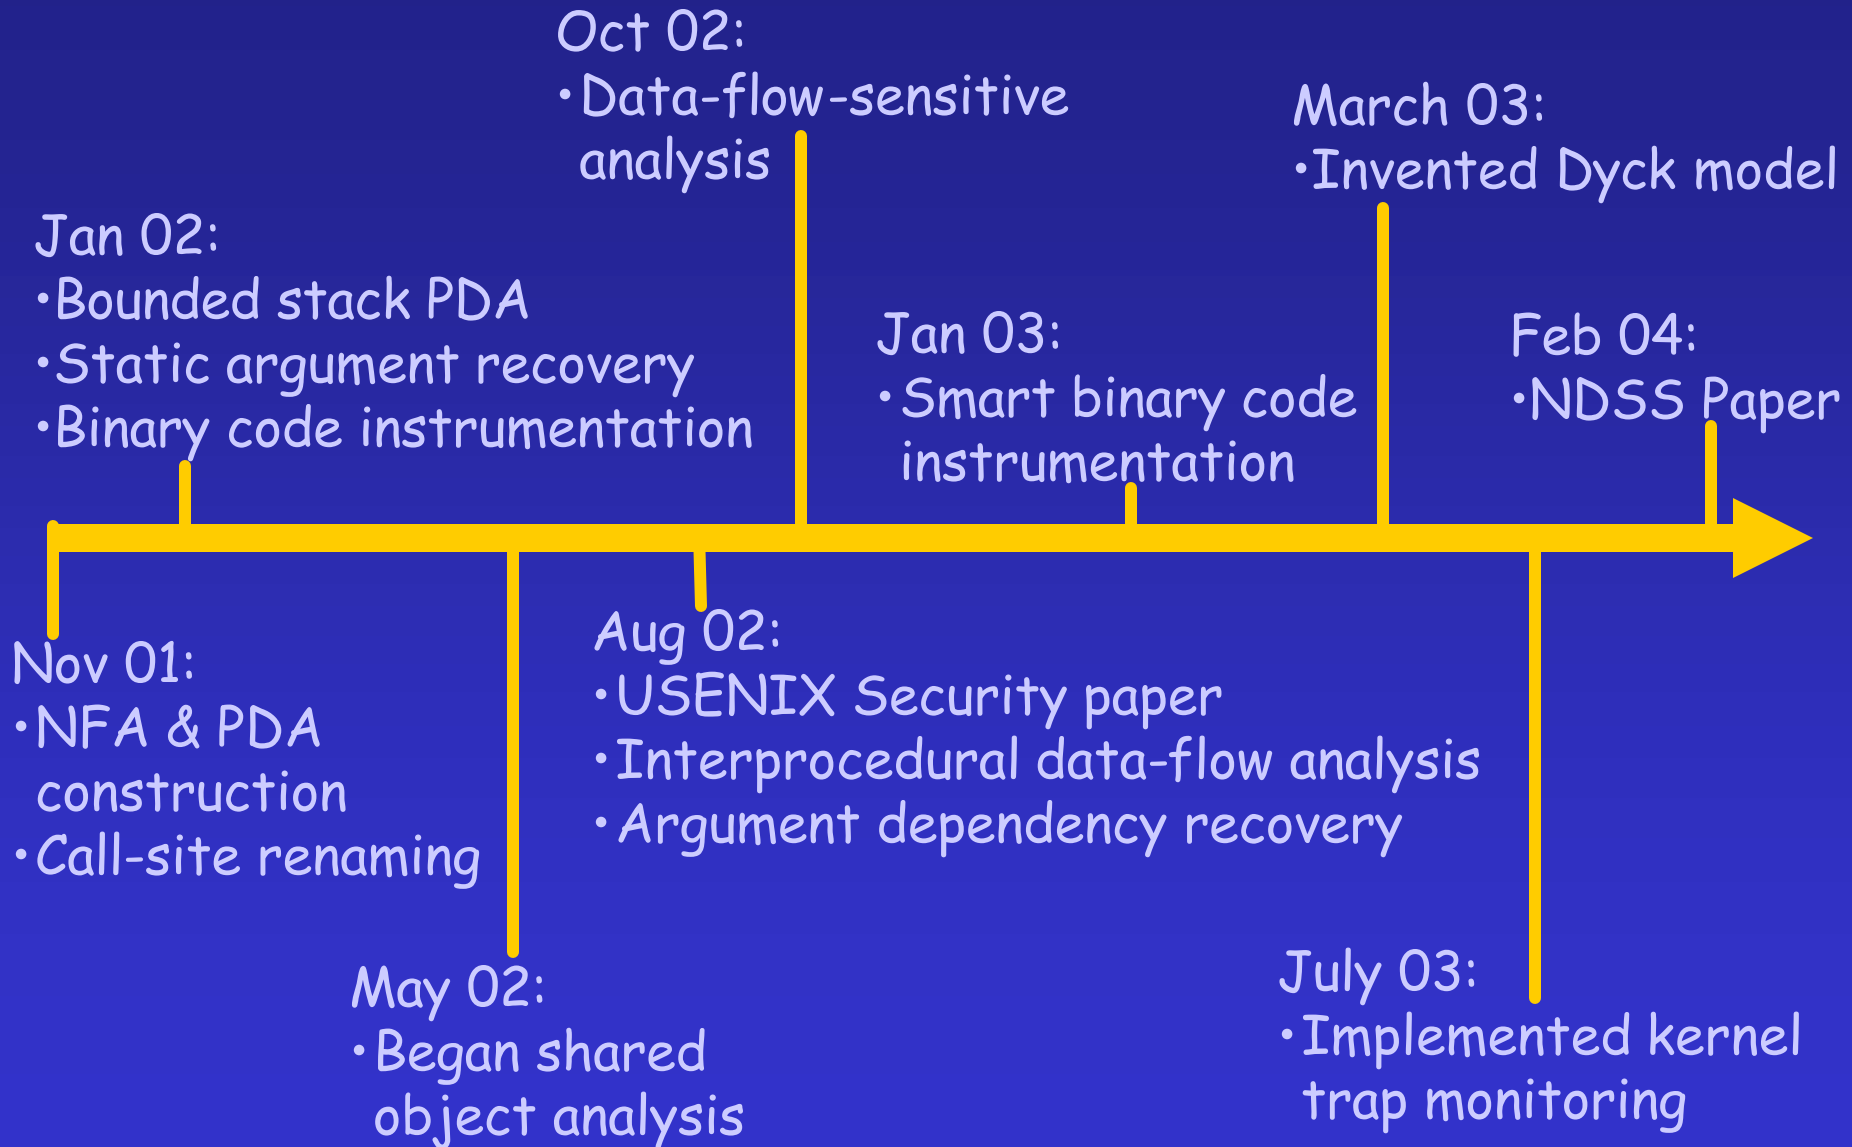 Oct 02:
•Data-flow-sensitive
analysis
March 03:
•Invented Dyck model
Jan 02:
•Bounded stack PDA
•Static argument recovery
•Binary code instrumentation
Jan 03:
•Smart binary code
instrumentation
Feb 04:
•NDSS Paper
Nov 01:
•NFA & PDA
construction
•Call-site renaming
Aug 02:
•USENIX Security paper
•Interprocedural data-flow analysis
•Argument dependency recovery
May 02:
•Began shared
object analysis
July 03:
•Implemented kernel
trap monitoring